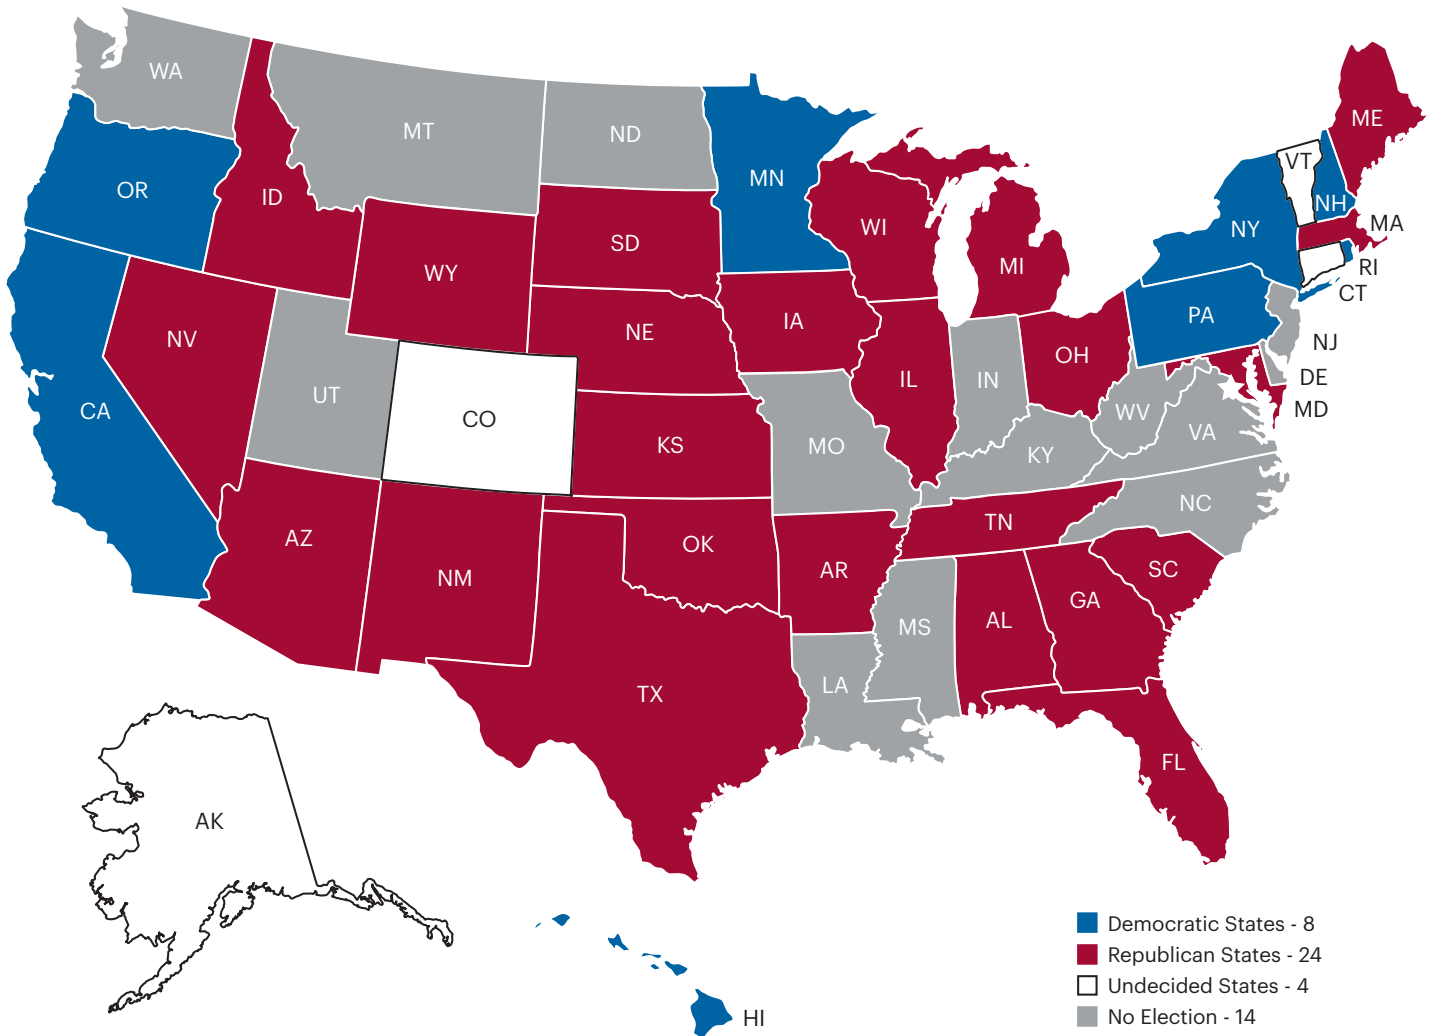 WA
MT
ND
MN
ME
OR
ID
VT
NH
WI
SD
NY
MA
WY
MI
RI
CT
PA
NV
NE
IA
NJ
OH
UT
IN
IL
DE
CA
CO
WV
MD
KS
MO
VA
KY
NC
AZ
OK
TN
NM
AR
SC
GA
AL
MS
TX
LA
FL
AK
HI
Democratic States - 8
Republican States - 24
Undecided States - 4
No Election - 14